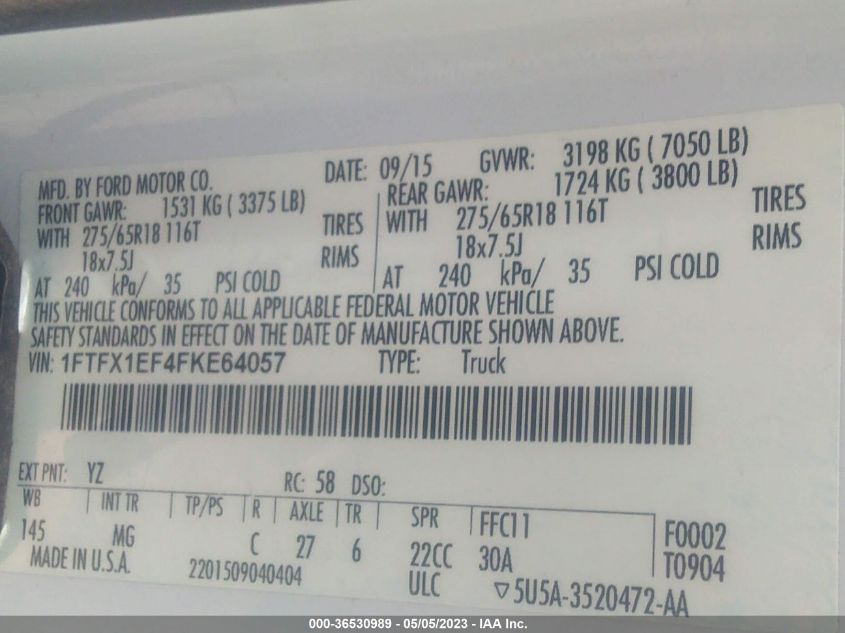 MFD. BY FORD MOTOR CO. DATE: 09/15 GVWR: 3198 KG ( 7050 LB)
FRONT GAWR: 1531 KG ( 3375 LB) REAR GAWR: 1724 KG ( 3800 LB)
WITH 275/65R18 116T TIRES WITH 275/65R18 116T TIRES
18x7.5J RIMS 18x7.5J RIMS
AT 240 kPa/ 35 PSI COLD AT 240 kPa/ 35 PSI COLD
THIS VEHICLE CONFORMS TO ALL APPLICABLE FEDERAL MOTOR VEHICLE
SAFETY STANDARDS IN EFFECT ON THE DATE OF MANUFACTURE SHOWN ABOVE.
VIN: 1FTFX1EF4FKE64057 TYPE: Truck
EXT PNT: YZ RC: 58 DSO:
WB INT TR TP/PS R AXLE TR SPR FFC11 F0002
145 MG C 27 6 22CC 30A T0904
MADE IN U.S.A. 2201509040404 ULC ▽5U5A-3520472-AA
000-36530989 - 05/05/2023 - IAA Inc.